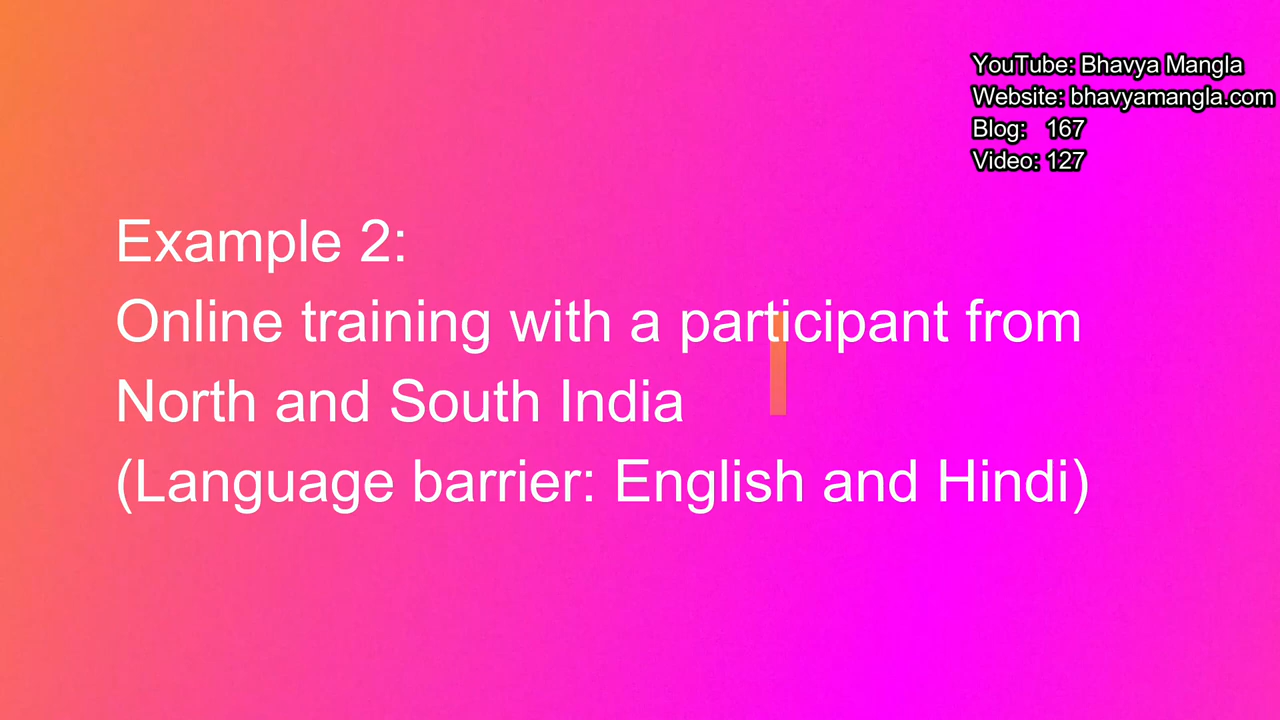 YouTube: Bhavya Mangla
Website: bhavyamangla.com
Blog: 167
Video: 127
Example 2:
Online training with a participant from
North and South India
(Language barrier: English and Hindi)